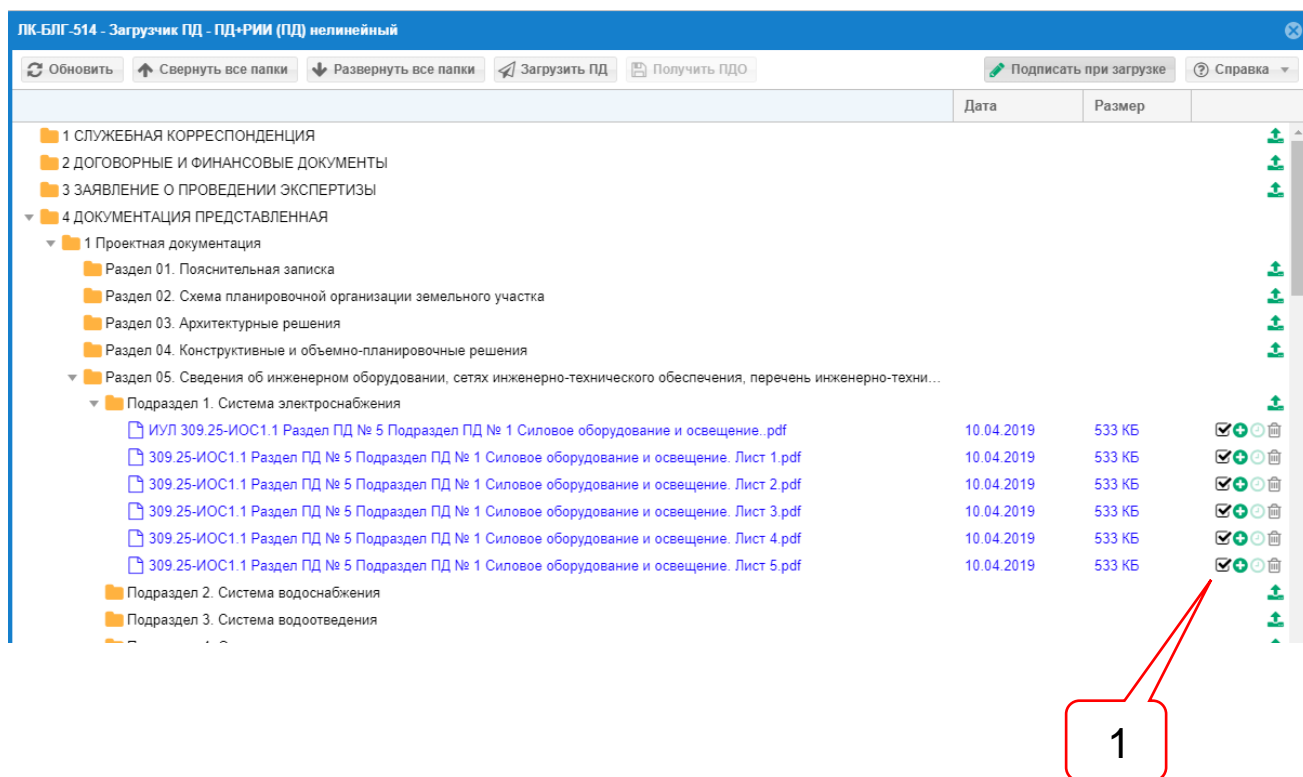 ЛК-БЛГ-514 - Загрузчик ПД - ПД+РИИ (ПД) нелинейный
Обновить Свернуть все папки Развернуть все папки Загрузить ПД Получить ПДО Подписать при загрузке Справка
Дата Размер
1 СЛУЖЕБНАЯ КОРРЕСПОНДЕНЦИЯ
2 ДОГОВОРНЫЕ И ФИНАНСОВЫЕ ДОКУМЕНТЫ
3 ЗАЯВЛЕНИЕ О ПРОВЕДЕНИИ ЭКСПЕРТИЗЫ
4 ДОКУМЕНТАЦИЯ ПРЕДСТАВЛЕННАЯ
1 Проектная документация
Раздел 01. Пояснительная записка
Раздел 02. Схема планировочной организации земельного участка
Раздел 03. Архитектурные решения
Раздел 04. Конструктивные и объемно-планировочные решения
Раздел 05. Сведения об инженерном оборудовании, сетях инженерно-технического обеспечения, перечень инженерно-техни...
Подраздел 1. Система электроснабжения
ИУЛ 309.25-ИОС1.1 Раздел ПД № 5 Подраздел ПД № 1 Силовое оборудование и освещение..pdf 10.04.2019 533 КБ
309.25-ИОС1.1 Раздел ПД № 5 Подраздел ПД № 1 Силовое оборудование и освещение. Лист 1.pdf 10.04.2019 533 КБ
309.25-ИОС1.1 Раздел ПД № 5 Подраздел ПД № 1 Силовое оборудование и освещение. Лист 2.pdf 10.04.2019 533 КБ
309.25-ИОС1.1 Раздел ПД № 5 Подраздел ПД № 1 Силовое оборудование и освещение. Лист 3.pdf 10.04.2019 533 КБ
309.25-ИОС1.1 Раздел ПД № 5 Подраздел ПД № 1 Силовое оборудование и освещение. Лист 4.pdf 10.04.2019 533 КБ
309.25-ИОС1.1 Раздел ПД № 5 Подраздел ПД № 1 Силовое оборудование и освещение. Лист 5.pdf 10.04.2019 533 КБ
Подраздел 2. Система водоснабжения
Подраздел 3. Система водоотведения
1